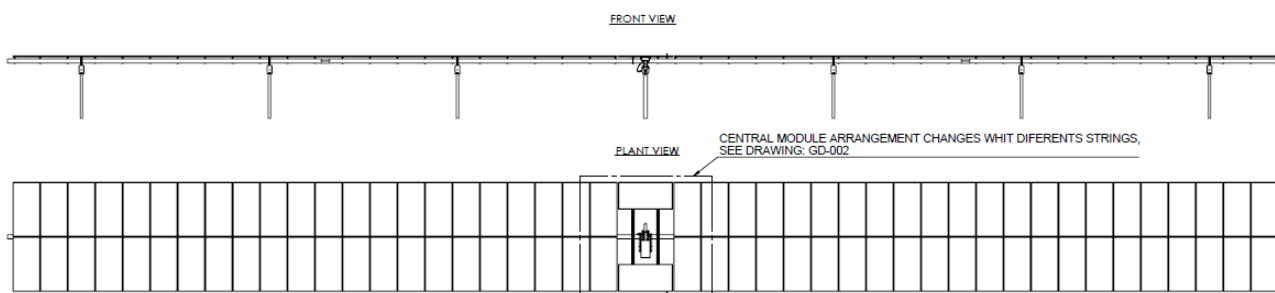 FRONT VIEW
CENTRAL MODULE ARRANGEMENT CHANGES WHIT DIFERENTS STRINGS,
SEE DRAWING: GD-002
PLANT VIEW